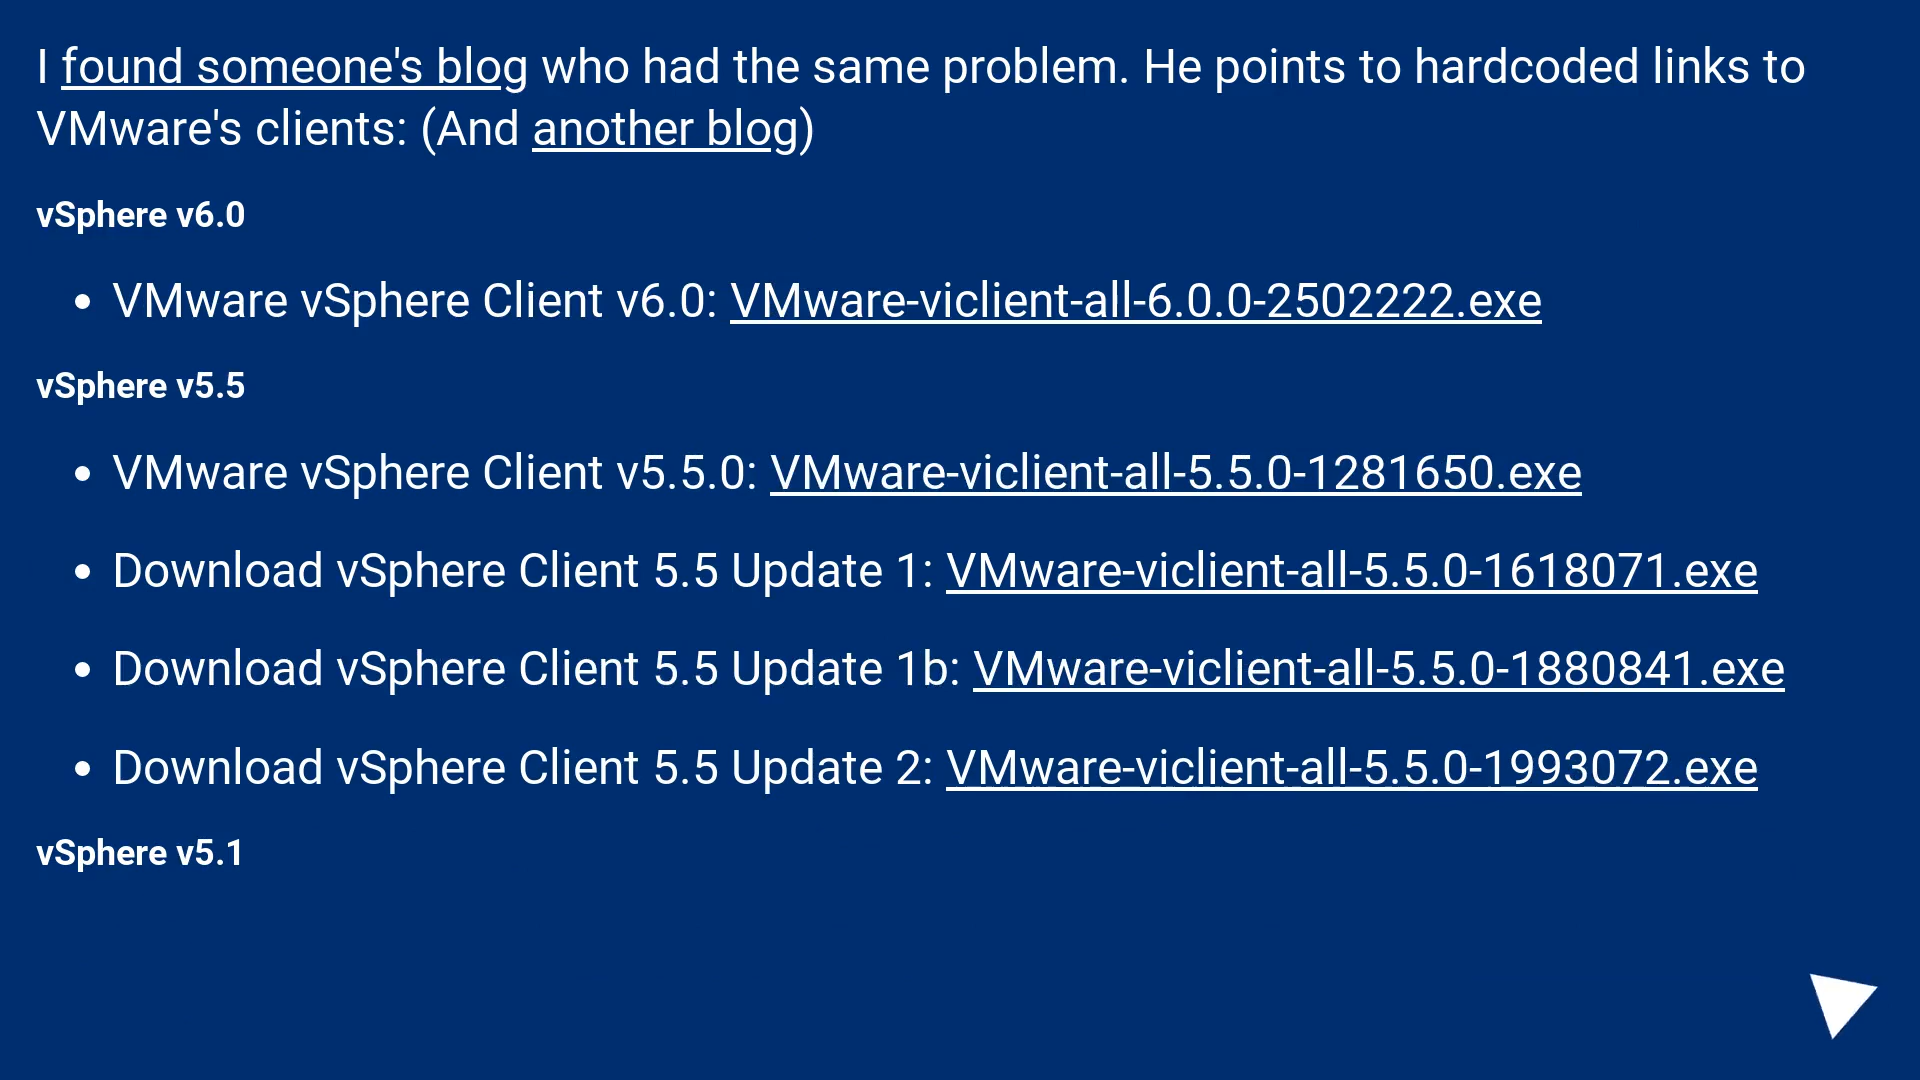 I found someone's blog who had the same problem. He points to hardcoded links to
VMware's clients: (And another blog)
vSphere v6.0
• VMware vSphere Client v6.0: VMware-viclient-all-6.0.0-2502222.exe
vSphere v5.5
• VMware vSphere Client v5.5.0: VMware-viclient-all-5.5.0-1281650.exe
• Download vSphere Client 5.5 Update 1: VMware-viclient-all-5.5.0-1618071.exe
• Download vSphere Client 5.5 Update 1b: VMware-viclient-all-5.5.0-1880841.exe
• Download vSphere Client 5.5 Update 2: VMware-viclient-all-5.5.0-1993072.exe
vSphere v5.1